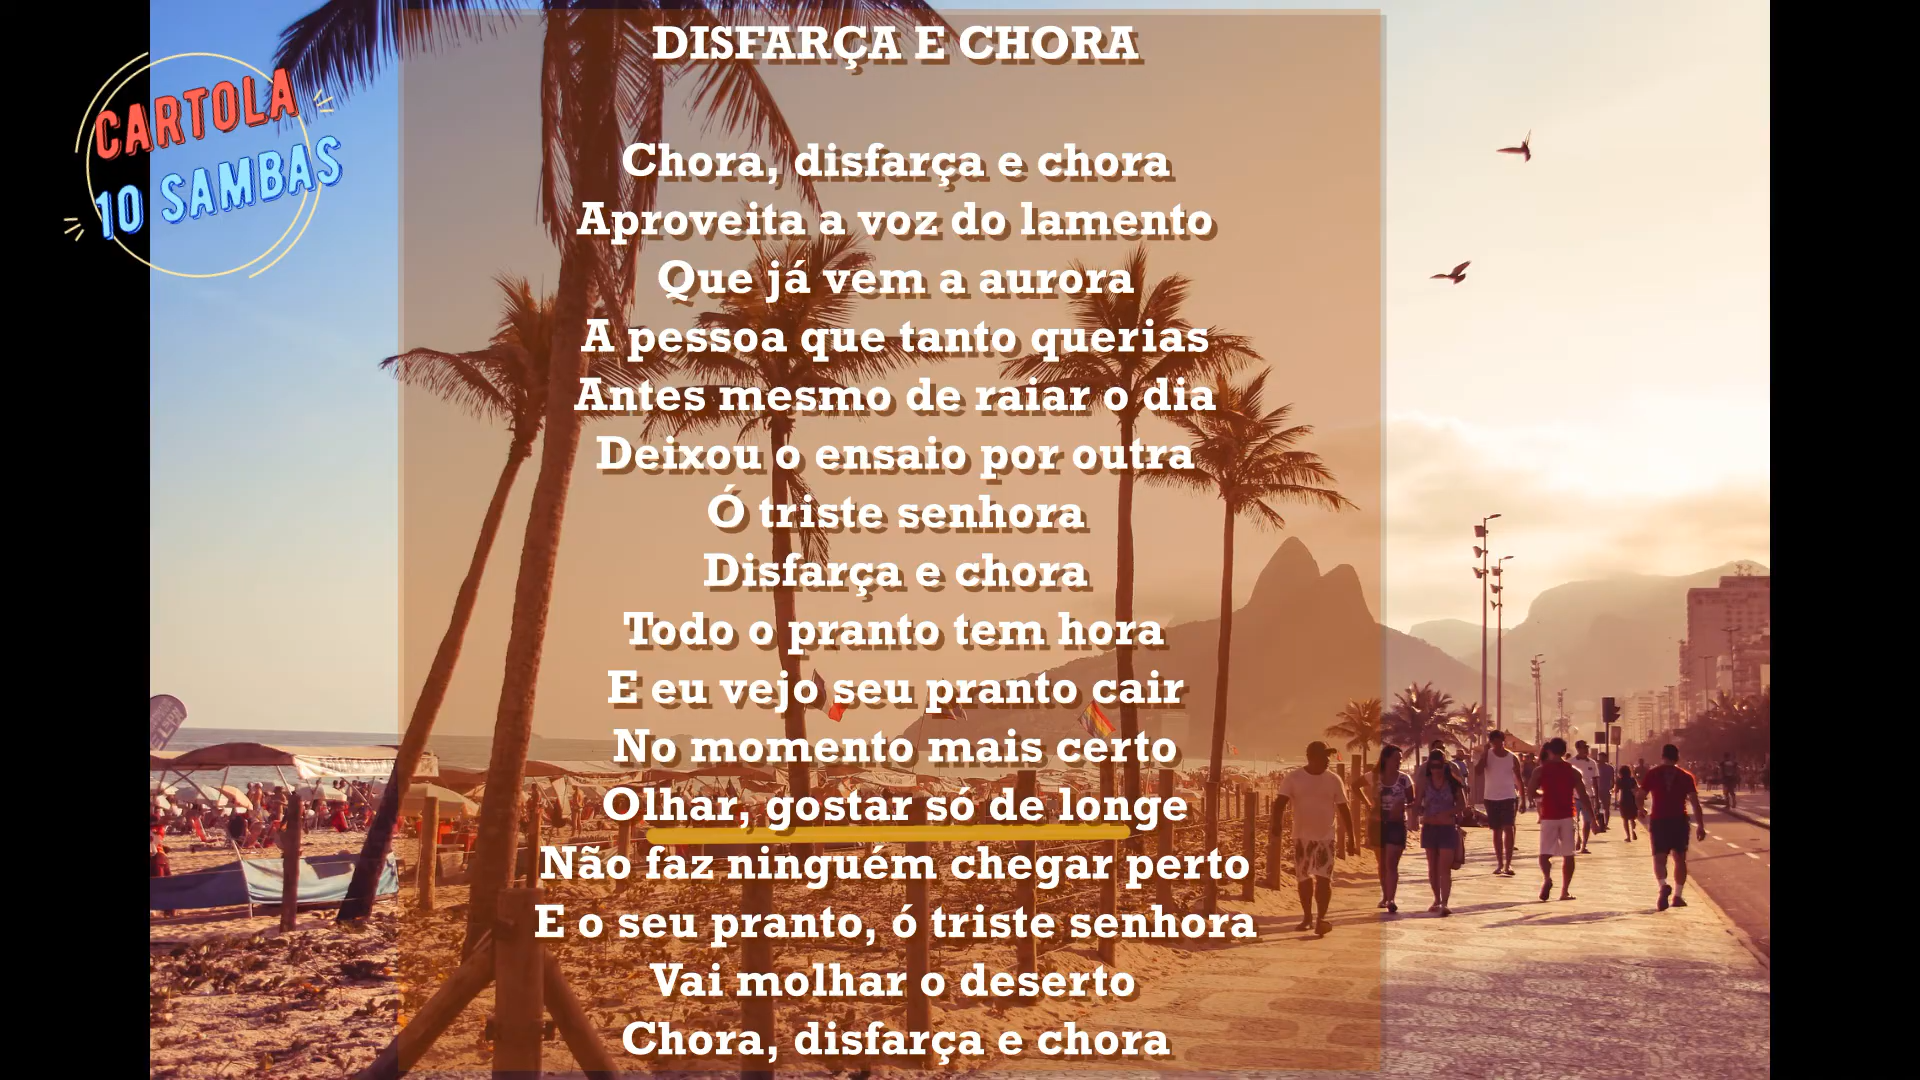 CARTOLA
10 SAMBAS
DISFARÇA E CHORA
Chora, disfarça e chora
Aproveita a voz do lamento
Que já vem a aurora
A pessoa que tanto querias
Antes mesmo de raiar o dia
Deixou o ensaio por outra
Ó triste senhora
Disfarça e chora
Todo o pranto tem hora
E eu vejo seu pranto cair
No momento mais certo
Olhar, gostar só de longe
Não faz ninguém chegar perto
E o seu pranto, ó triste senhora
Vai molhar o deserto
Chora, disfarça e chora